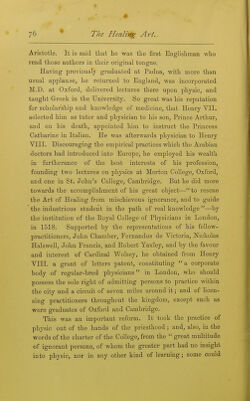 76 The Healing Art.
Aristotle. It is said that he was the first Englishman who
read those authors in their original tongue.
Having previously graduated at Padua, with more than
usual applause, he returned to England, was incorporated
M.D. at Oxford, delivered lectures there upon physic, and
taught Greek in the University. So great was his reputation
for scholarship and knowledge of medicine, that Henry VII.
selected him as tutor and physician to his son, Prince Arthur,
and on his death, appointed him to instruct the Princess
Catharine in Italian. He was afterwards physician to Henry
VIII. Discouraging the empirical practices which the Arabian
doctors had introduced into Europe, he employed his wealth
in furtherance of the best interests of his profession,
founding two lectures on physics at Merton College, Oxford,
and one in St. John's College, Cambridge. But he did more
towards the accomplishment of his great object—"to rescue
the Art of Healing from mischievous ignorance, and to guide
the industrious student in the path of real knowledge"—by
the institution of the Royal College of Physicians in London,
in 1518. Supported by the representations of his fellow-
practitioners, John Chamber, Fernandez de Victoria, Nicholas
Halswell, John Francis, and Robert Yaxley, and by the favour
and interest of Cardinal Wolsey, he obtained from Henry
VIII. a grant of letters patent, constituting "a corporate
body of regular-bred physicians" in London, who should
possess the sole right of admitting persons to practice within
the city and a circuit of seven miles around it; and of licen-
sing practitioners throughout the kingdom, except such as
were graduates of Oxford and Cambridge.
This was an important reform. It took the practice of
physic out of the hands of the priesthood; and, also, in the
words of the charter of the College, from the "great multitude
of ignorant persons, of whom the greater part had no insight
into physic, nor in any other kind of learning; some could